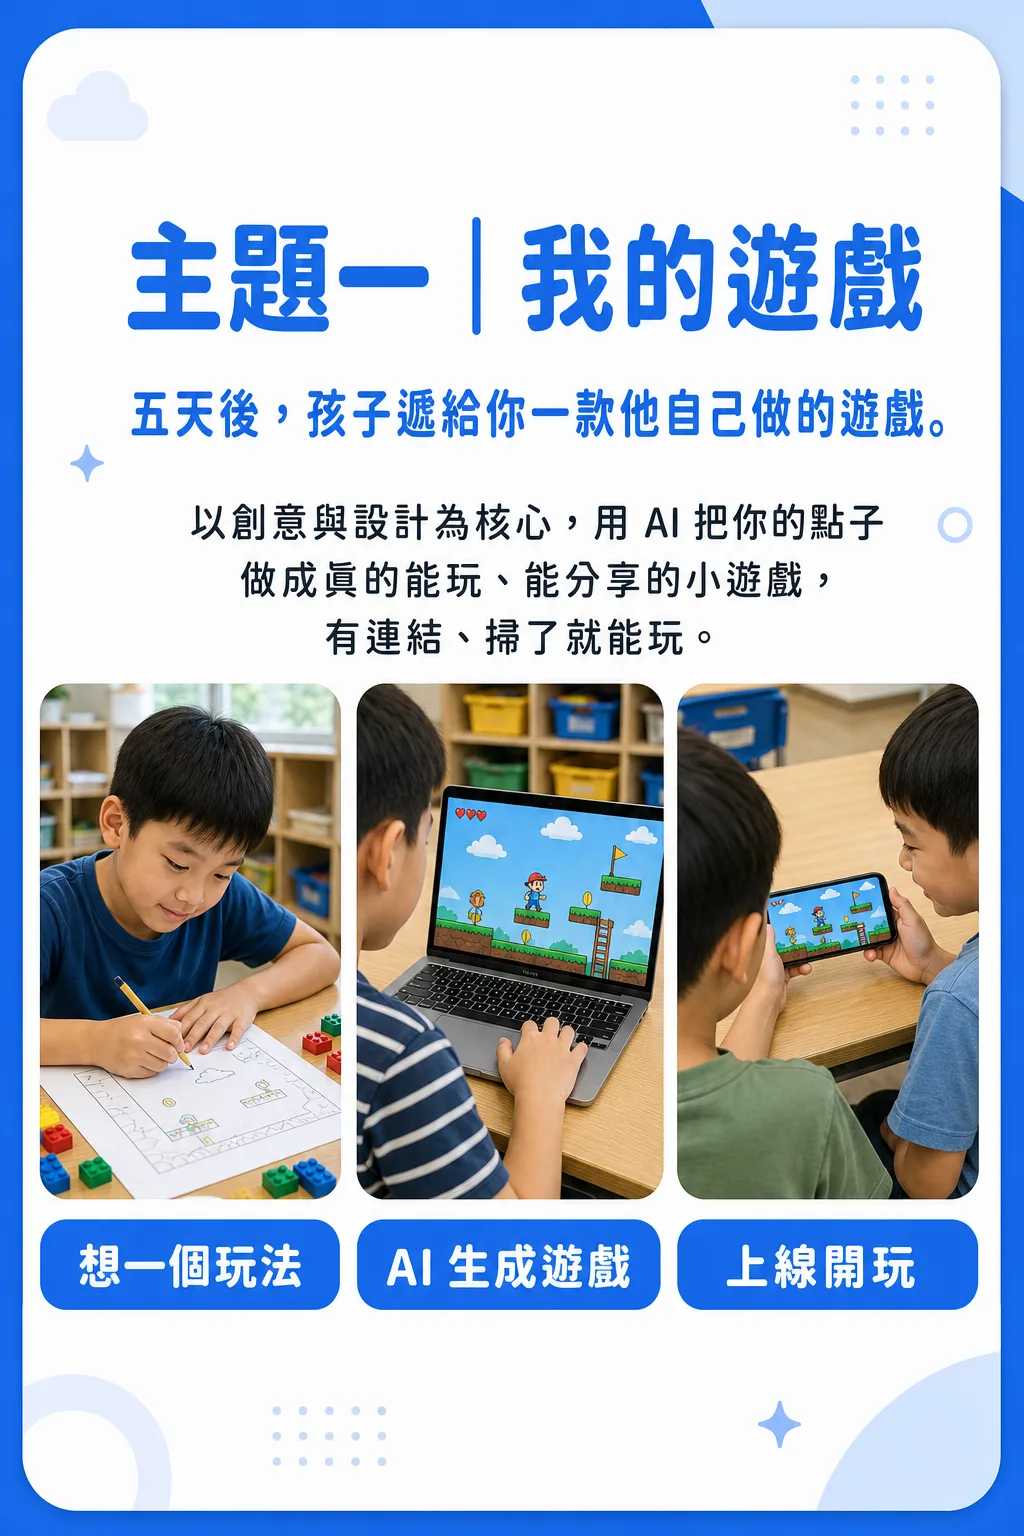 主題一｜我的遊戲
五天後，孩子遞給你一款他自己做的遊戲。
以創意與設計為核心，用 AI 把你的點子
做成真的能玩、能分享的小遊戲，
有連結、掃了就能玩。
想一個玩法
AI 生成遊戲
上線開玩